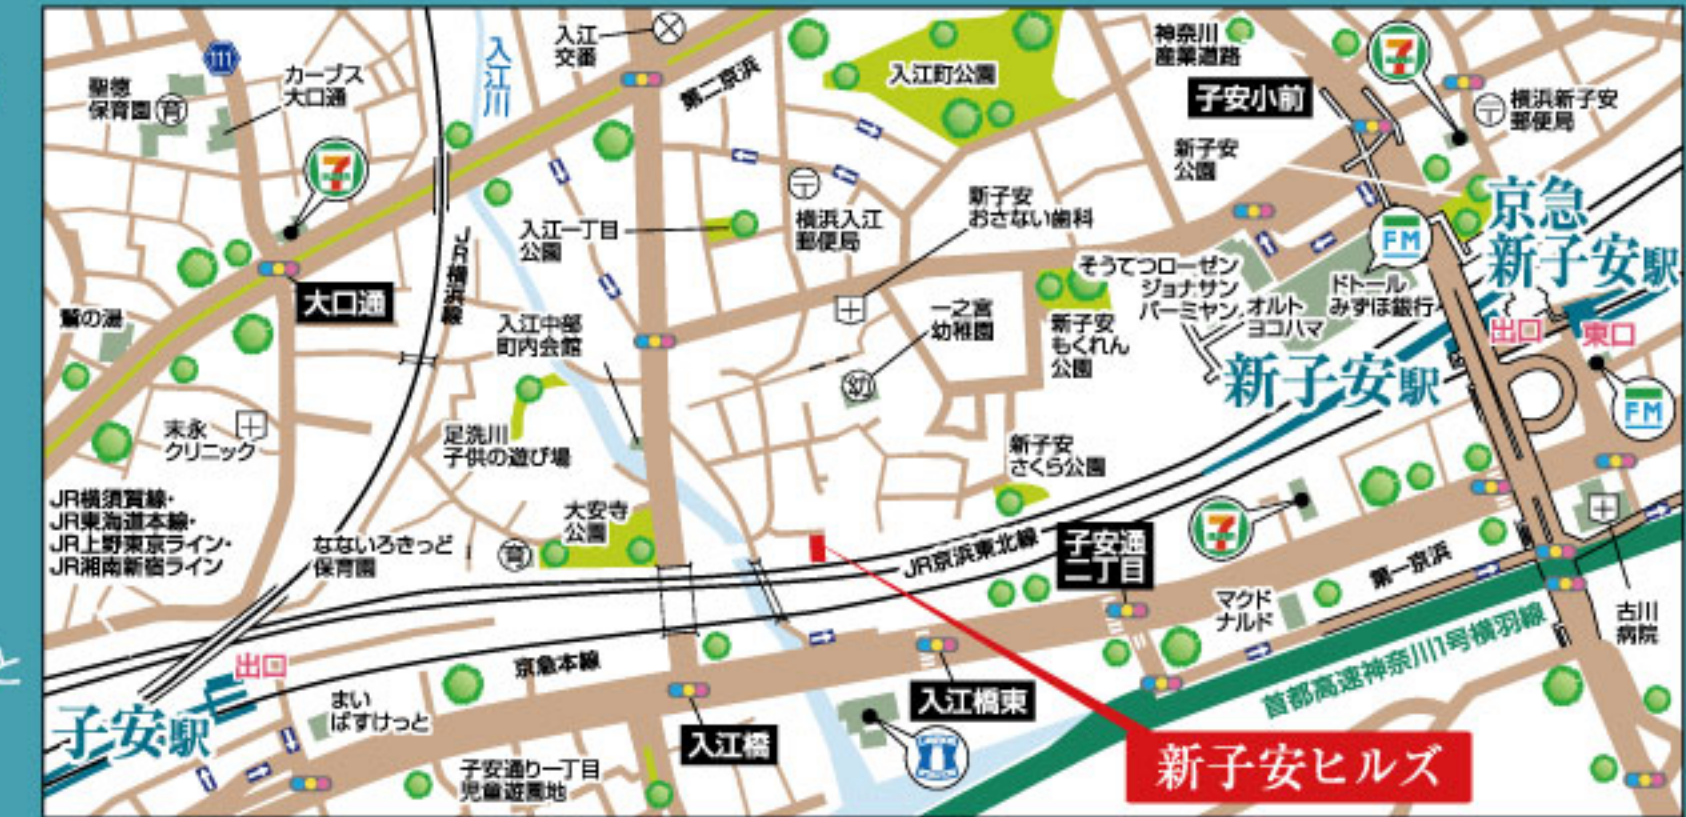 入江
交番
入江川
111
聖徳
保育園
育
カーブス
大口通
第二京浜
入江町公園
神奈川
産業道路
子安小前
7
横浜新子安
郵便局
新子安
公園
7
横浜入江
郵便局
新子安
おさない歯科
入江一丁目
公園
京急
新子安駅
FM
そうてつローゼン
ジョナサン
バーミヤン
オルト
ヨコハマ
ドトール
みずほ銀行
出口
東口
FM
大口通
JR横浜線
鷲の湯
入江中部
町内会館
一之宮
幼稚園
幼
新子安
もくれん
公園
新子安駅
末永
クリニック
足洗川
子供の遊び場
新子安
さくら公園
JR横須賀線・
JR東海道本線・
JR上野東京ライン・
JR湘南新宿ライン
なないろきっど
保育園
育
大安寺
公園
JR京浜東北線
子安通
二丁目
7
第一京浜
マクド
ナルド
古川
病院
首都高速神奈川1号横羽線
出口
子安駅
まい
ばすけっと
京急本線
入江橋
入江橋東
子安通り一丁目
児童遊園地
新子安ヒルズ